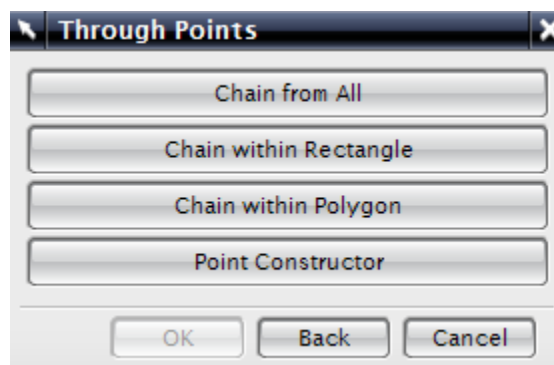 Through Points
Chain from All
Chain within Rectangle
Chain within Polygon
Point Constructor
OK Back Cancel